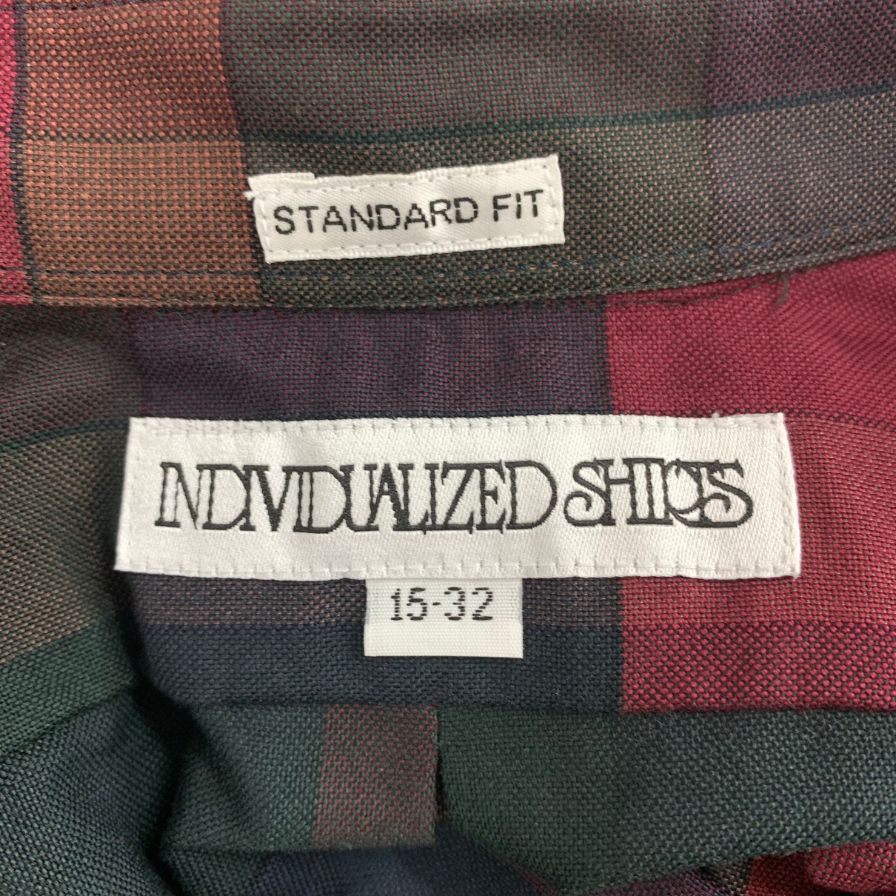 STANDARD FIT
INDIVIDUALIZED SHIRTS
15-32